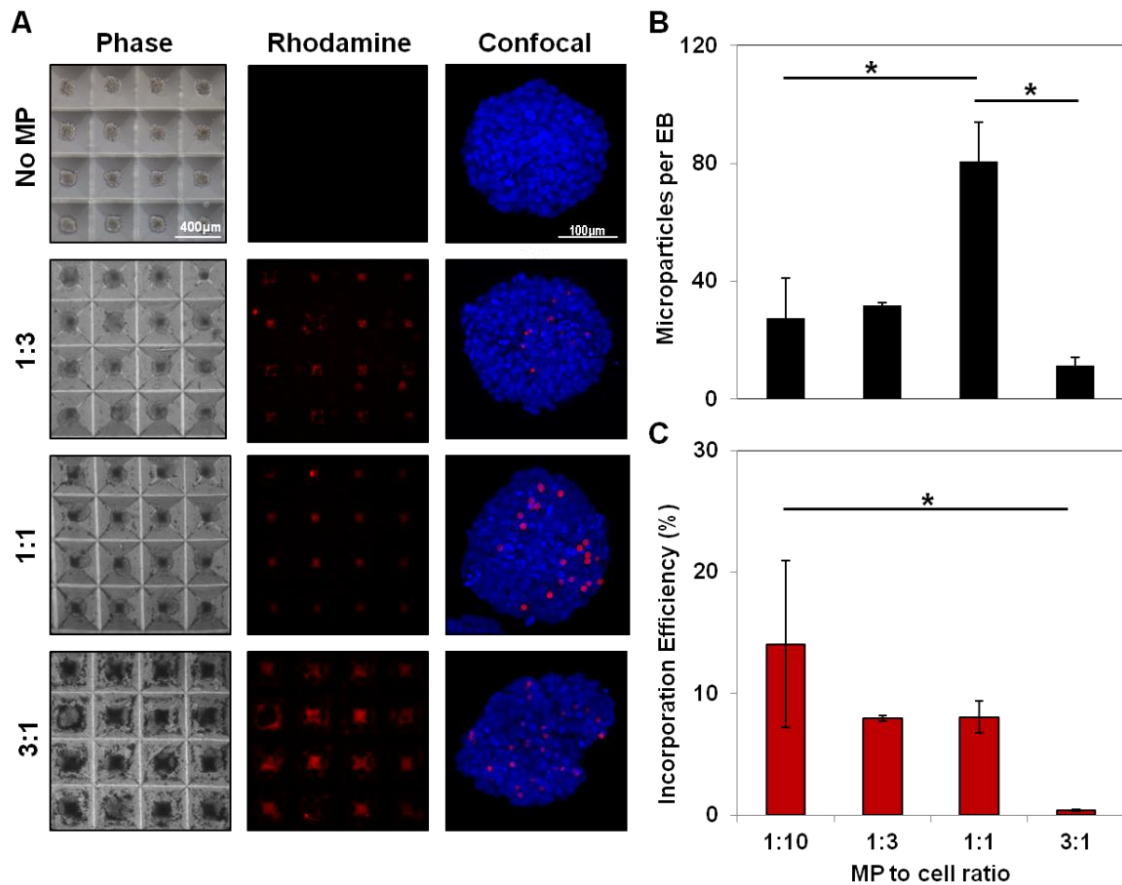 A
Phase Rhodamine Confocal
No MP
400µm
100µm
1:3
1:1
3:1
B
Microparticles per EB
120
80
40
0
*
*
C
Incorporation Efficiency (%)
30
20
10
0
*
1:10 1:3 1:1 3:1
MP to cell ratio